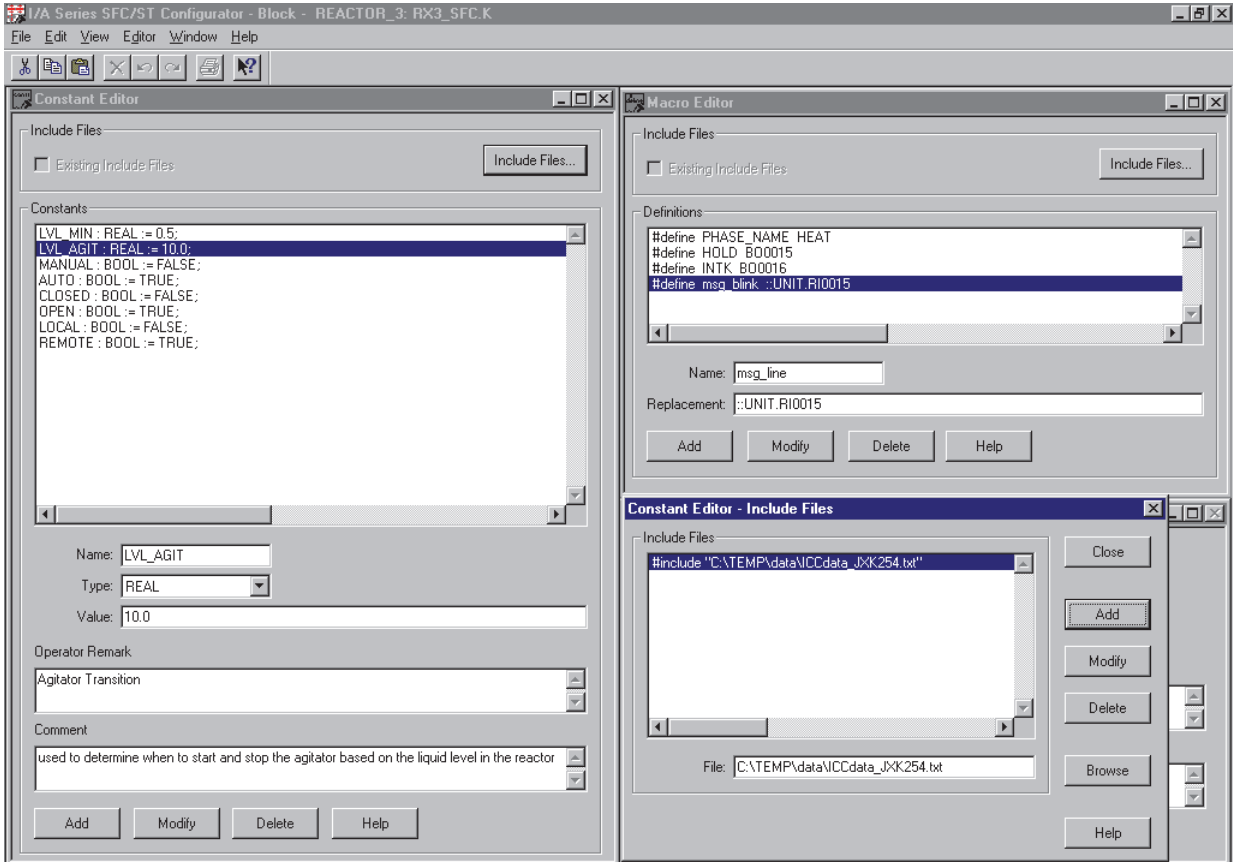 I/A Series SFC/ST Configurator - Block - REACTOR_3: RX3_SFC.K
File Edit View Editor Window Help
Constant Editor
Include Files
Existing Include Files
Include Files...
Constants
LVL_MIN : REAL := 0.5;
LVL_AGIT : REAL := 10.0;
MANUAL : BOOL := FALSE;
AUTO : BOOL := TRUE;
CLOSED : BOOL := FALSE;
OPEN : BOOL := TRUE;
LOCAL : BOOL := FALSE;
REMOTE : BOOL := TRUE;
Name: LVL_AGIT
Type: REAL
Value: 10.0
Operator Remark
Agitator Transition
Comment
used to determine when to start and stop the agitator based on the liquid level in the reactor
Add Modify Delete Help
Macro Editor
Include Files
Existing Include Files
Include Files...
Definitions
#define PHASE_NAME HEAT
#define HOLD BO0015
#define INTK BO0016
#define msg_blink ::UNIT.RI0015
Name: msg_line
Replacement: ::UNIT.RI0015
Add Modify Delete Help
Constant Editor - Include Files
Include Files
#include "C:\TEMP\data\ICCdata_JXK254.txt"
File: C:\TEMP\data\ICCdata_JXK254.txt
Close
Add
Modify
Delete
Browse
Help